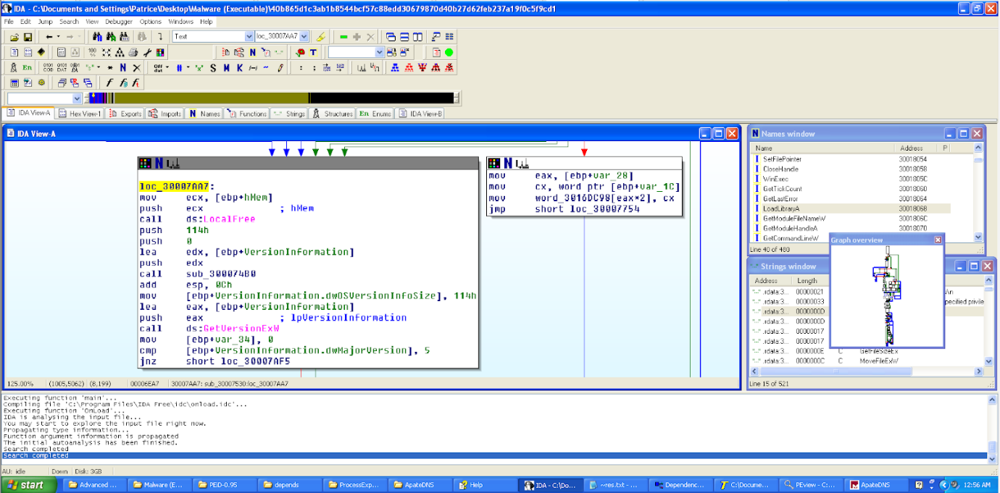 IDA - C:\Documents and Settings\Patrice\Desktop\Malware (Executable)\40b865d1c3ab1b8544bcf57c88edd30679870d40b27d62feb237a19f0c5f9cd1
File Edit Jump Search View Debugger Options Windows Help
Text loc_30007AA7
En
IDA View-A Hex View-1 Exports Imports N Names Functions Strings Structures En Enums IDA View-B
IDA View-A
loc_30007AA7:
mov ecx, [ebp+hMem]
push ecx ; hMem
call ds:LocalFree
push 114h
push 0
lea edx, [ebp+VersionInformation]
push edx
call sub_300074B0
add esp, 0Ch
mov [ebp+VersionInformation.dwOSVersionInfoSize], 114h
lea eax, [ebp+VersionInformation]
push eax ; lpVersionInformation
call ds:GetVersionExW
mov [ebp+var_34], 0
cmp [ebp+VersionInformation.dwMajorVersion], 5
jnz short loc_30007AF5
mov eax, [ebp+var_28]
mov cx, word ptr [ebp+var_1C]
mov word_3016DC98[eax*2], cx
jmp short loc_30007754
125.00% (1005,5062) (8,199) 00006EA7 30007AA7: sub_30007530:loc_30007AA7
Names window
Name Address P
SetFilePointer 30018054
CloseHandle 30018058
WinExec 3001805C
GetTickCount 30018060
GetLastError 30018064
LoadLibraryA 30018068
GetModuleFileNameW 3001806C
GetModuleHandleA 30018070
GetCommandLineW
Line 40 of 480
Graph overview
Strings window
Address Length
.rdata:3... 00000021
.rdata:3... 00000033 pecified privile
.rdata:3... 0000000D
.rdata:3... 0000000D
.rdata:3... 00000017
.rdata:3... 00000017
.rdata:3... 0000000E C GetFileSizeEx
.rdata:3... 0000000C C MoveFileExW
Line 15 of 521
Executing function 'main'...
Compiling file 'C:\Program Files\IDA Free\idc\onload.idc'...
Executing function 'OnLoad'...
IDA is analysing the input file...
You may start to explore the input file right now.
Propagating type information...
Function argument information is propagated
The initial autoanalysis has been finished.
Search completed
Search completed
AU: idle Down Disk: 3GB
start Advanced ... Malware (E... PEiD-0.95 depends ProcessExp... ApateDNS Help IDA - C:\Do... ~res.txt - ... Dependenc... C:\Docume... PEview - C:... ApateDNS 12:56 AM